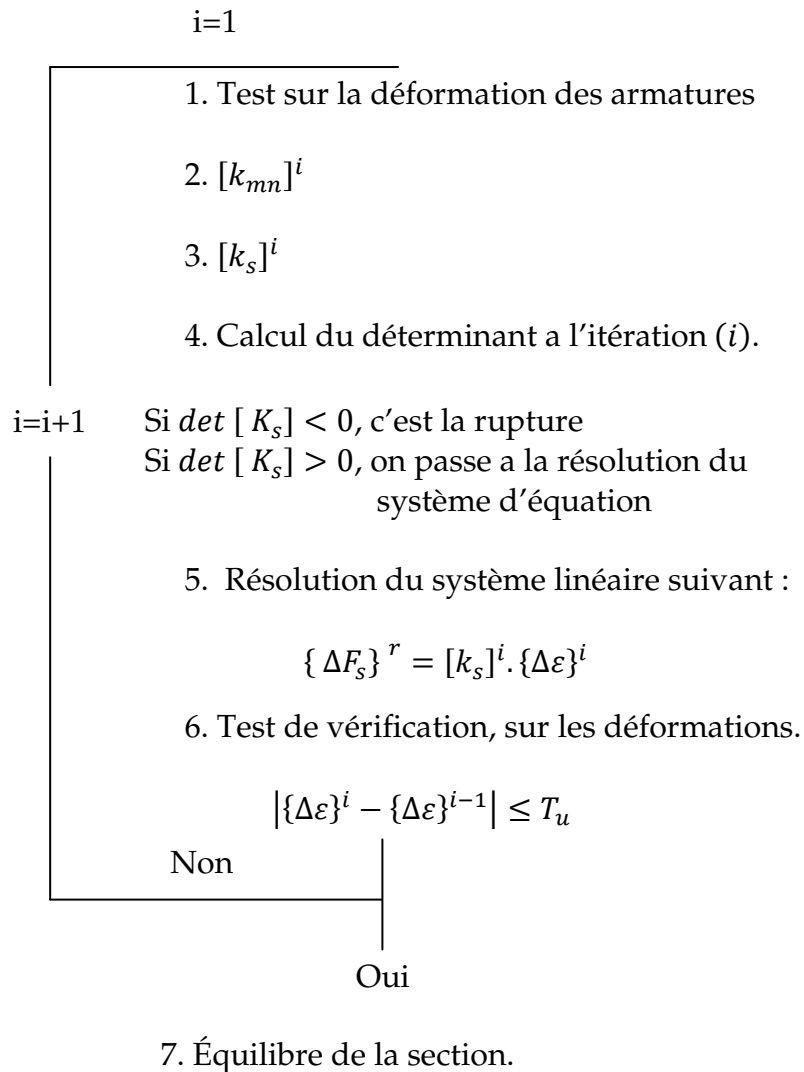 i=1
1. Test sur la déformation des armatures
2. [k_{mn}]^i
3. [k_s]^i
4. Calcul du déterminant a l’itération (i).
i=i+1
Si det [ K_s] < 0, c’est la rupture
Si det [ K_s] > 0, on passe a la résolution du
système d’équation
5. Résolution du système linéaire suivant :
{ ΔF_s} ^r = [k_s]^i. {Δε}^i
6. Test de vérification, sur les déformations.
|{Δε}^i − {Δε}^{i−1}| ≤ T_u
Non
Oui
7. Équilibre de la section.